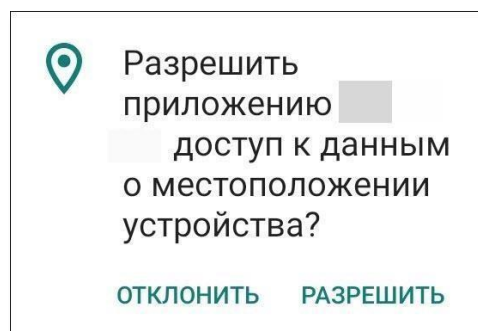 Разрешить
приложению
доступ к данным
о местоположении
устройства?
ОТКЛОНИТЬ РАЗРЕШИТЬ